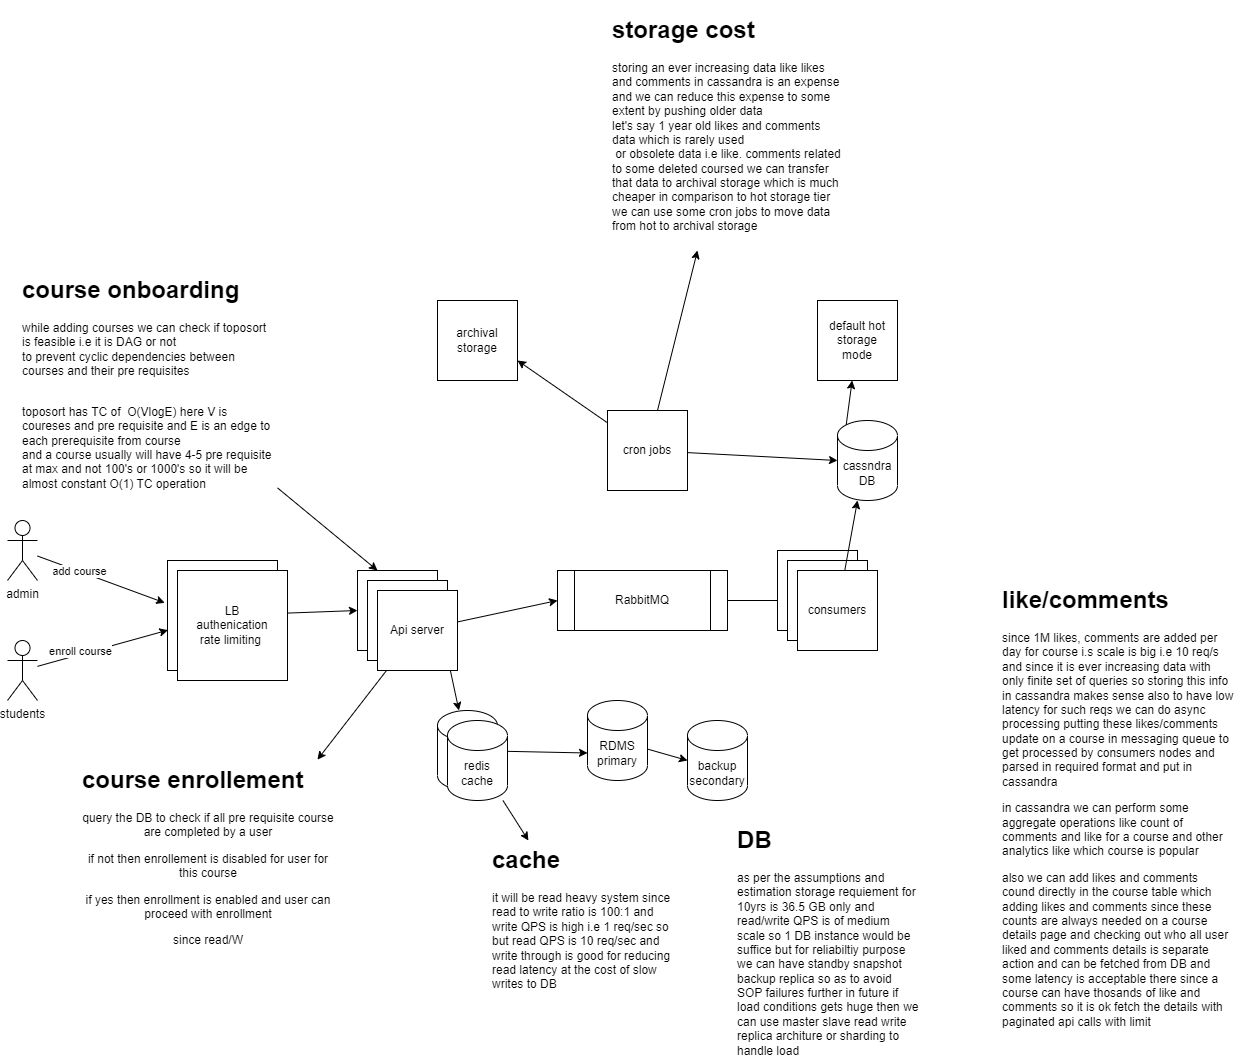 storage cost
storing an ever increasing data like likes
and comments in cassandra is an expense
and we can reduce this expense to some
extent by pushing older data
let's say 1 year old likes and comments
data which is rarely used
or obsolete data i.e like. comments related
to some deleted coursed we can transfer
that data to archival storage which is much
cheaper in comparison to hot storage tier
we can use some cron jobs to move data
from hot to archival storage
course onboarding
while adding courses we can check if toposort
is feasible i.e it is DAG or not
to prevent cyclic dependencies between
courses and their pre requisites
toposort has TC of  O(VlogE) here V is
coureses and pre requisite and E is an edge to
each prerequisite from course
and a course usually will have 4-5 pre requisite
at max and not 100's or 1000's so it will be
almost constant O(1) TC operation
archival
storage
default hot
storage
mode
cron jobs
cassndra
DB
add course
admin
enroll course
students
LB
authenication
rate limiting
Api server
RabbitMQ
consumers
redis
cache
RDMS
primary
backup
secondary
course enrollement
query the DB to check if all pre requisite course
are completed by a user
if not then enrollement is disabled for user for
this course
if yes then enrollment is enabled and user can
proceed with enrollment
since read/W
cache
it will be read heavy system since
read to write ratio is 100:1 and
write QPS is high i.e 1 req/sec so
but read QPS is 10 req/sec and
write through is good for reducing
read latency at the cost of slow
writes to DB
DB
as per the assumptions and
estimation storage requiement for
10yrs is 36.5 GB only and
read/write QPS is of medium
scale so 1 DB instance would be
suffice but for reliabiltiy purpose
we can have standby snapshot
backup replica so as to avoid
SOP failures further in future if
load conditions gets huge then we
can use master slave read write
replica architure or sharding to
handle load
like/comments
since 1M likes, comments are added per
day for course i.s scale is big i.e 10 req/s
and since it is ever increasing data with
only finite set of queries so storing this info
in cassandra makes sense also to have low
latency for such reqs we can do async
processing putting these likes/comments
update on a course in messaging queue to
get processed by consumers nodes and
parsed in required format and put in
cassandra
in cassandra we can perform some
aggregate operations like count of
comments and like for a course and other
analytics like which course is popular
also we can add likes and comments
cound directly in the course table which
adding likes and comments since these
counts are always needed on a course
details page and checking out who all user
liked and comments details is separate
action and can be fetched from DB and
some latency is acceptable there since a
course can have thosands of like and
comments so it is ok fetch the details with
paginated api calls with limit